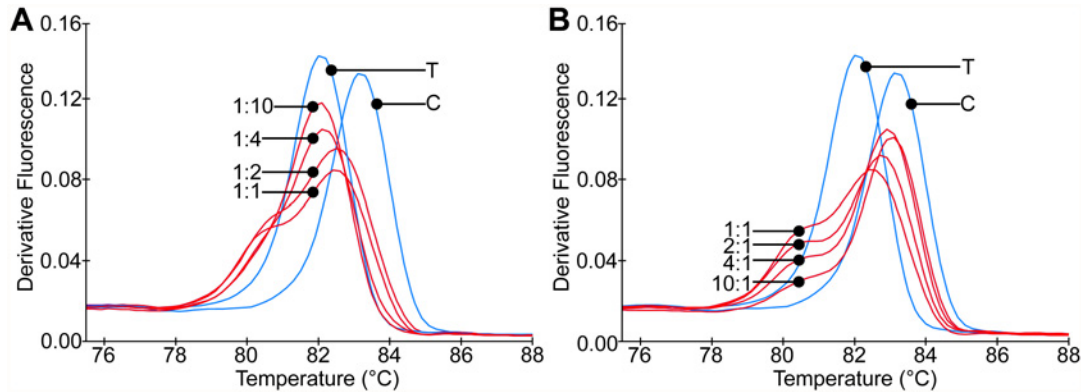 A
Derivative Fluorescence
0.16
0.12
0.08
0.04
0.00
T
C
1:10
1:4
1:2
1:1
76 78 80 82 84 86 88
Temperature (°C)
B
Derivative Fluorescence
0.16
0.12
0.08
0.04
0.00
T
C
1:1
2:1
4:1
10:1
76 78 80 82 84 86 88
Temperature (°C)